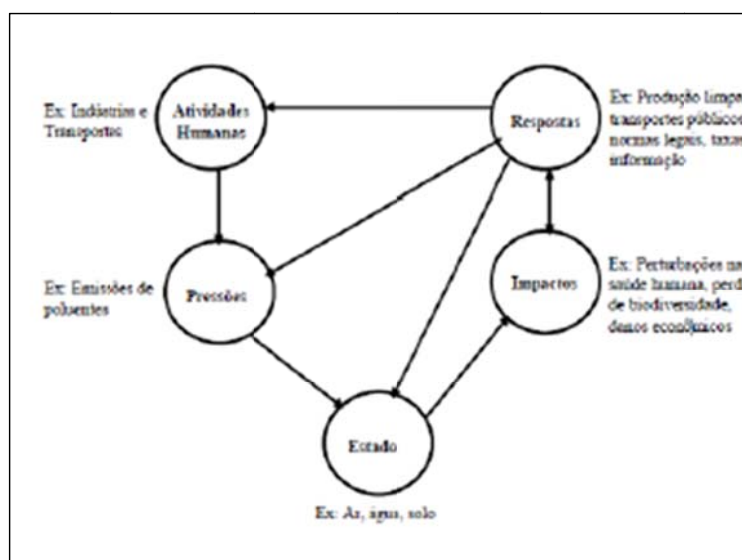 Ex: Indústrias e
Transportes
Atividades
Humanas
Respostas
Ex: Produção limpa
transportes públicos
normas legais, taxas
informação
Ex: Emissões de
poluentes
Pressões
Impactos
Ex: Perturbações na
saúde humana, perd
de biodiversidade,
danos econômicos
Estado
Ex: Ar, água, solo